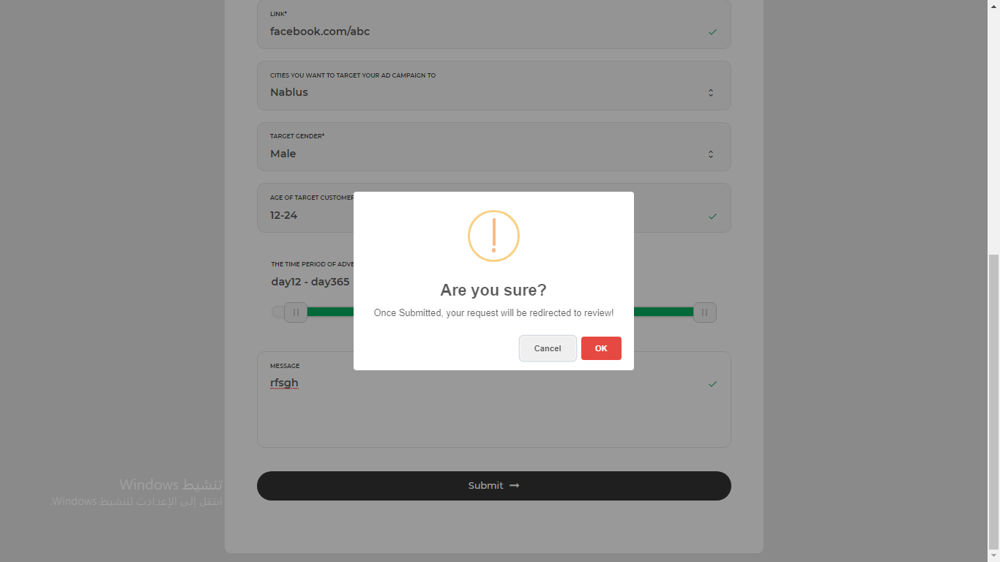 LINK*
facebook.com/abc
CITIES YOU WANT TO TARGET YOUR AD CAMPAIGN TO
Nablus
TARGET GENDER*
Male
AGE OF TARGET CUSTOMER
12-24
THE TIME PERIOD OF ADVE
day12 - day365
Are you sure?
Once Submitted, your request will be redirected to review!
Cancel
OK
MESSAGE
rfsgh
Submit
تنشيط Windows
انتقل إلى الإعدادت لتنشيط Windows.